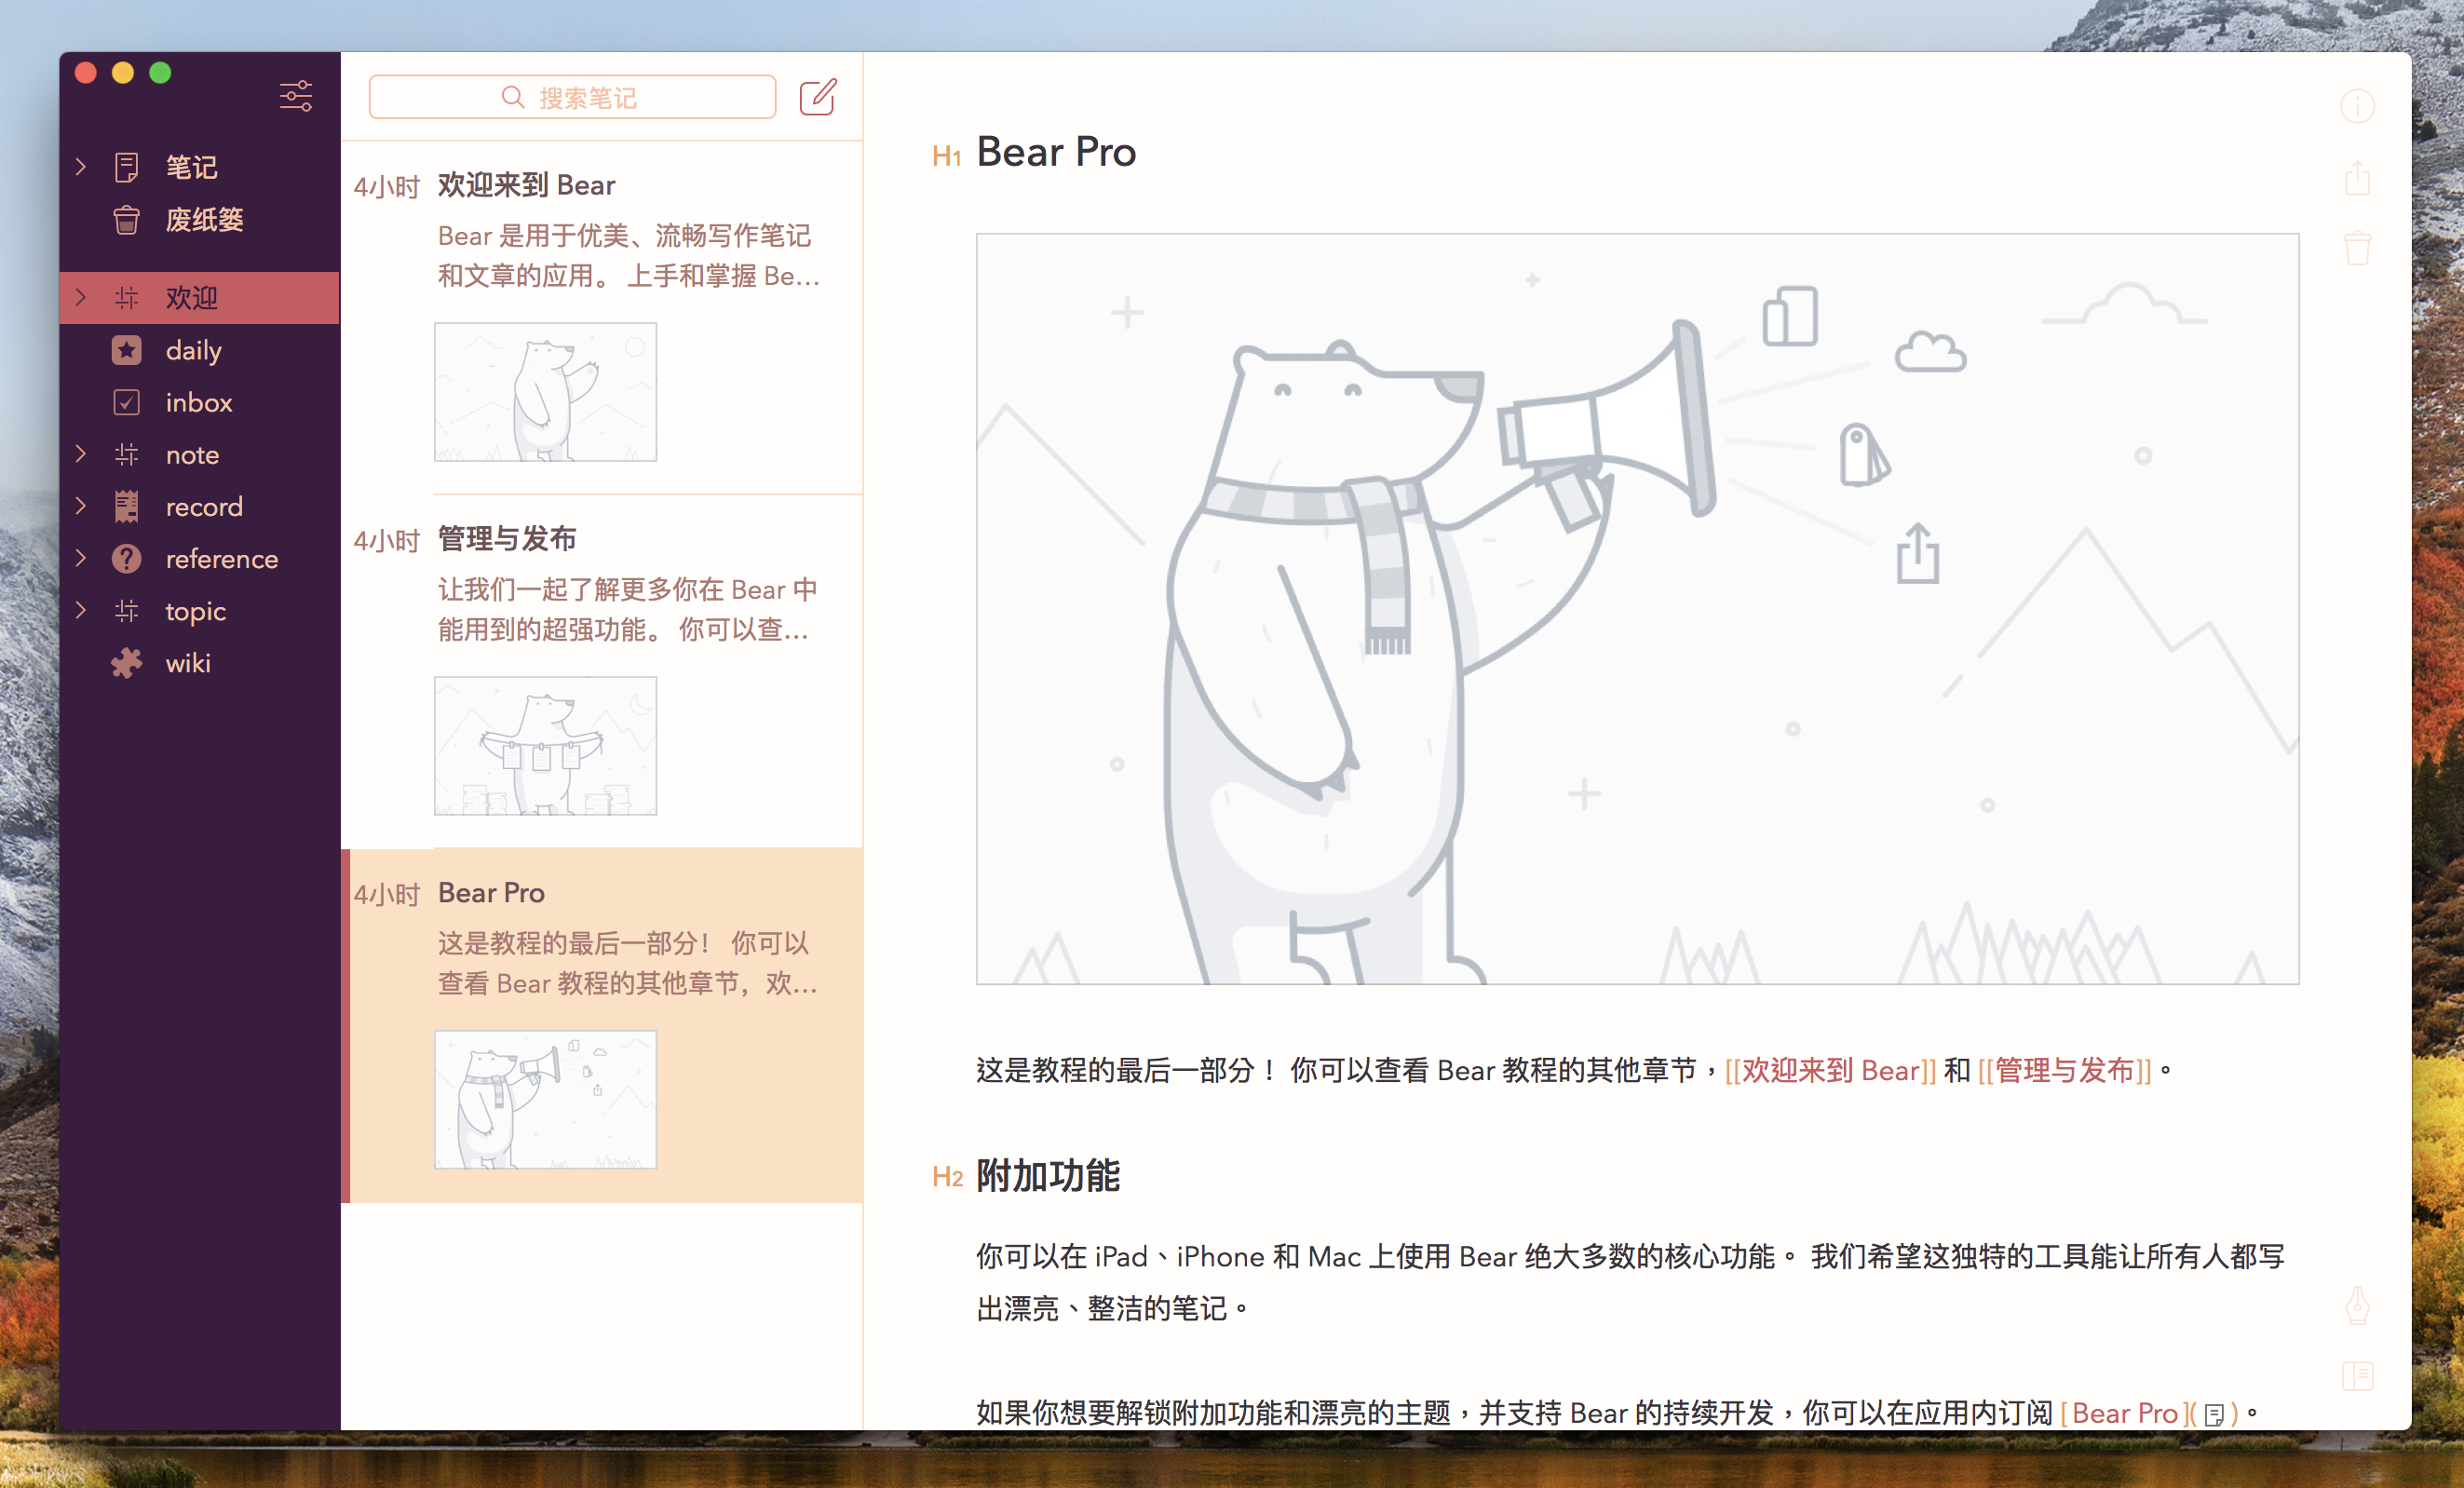 笔记
废纸篓
欢迎
daily
inbox
note
record
reference
topic
wiki
搜索笔记
4小时 欢迎来到 Bear
Bear 是用于优美、流畅写作笔记
和文章的应用。 上手和掌握 Be...
4小时 管理与发布
让我们一起了解更多你在 Bear 中
能用到的超强功能。 你可以查...
4小时 Bear Pro
这是教程的最后一部分！ 你可以
查看 Bear 教程的其他章节，欢...
H1 Bear Pro
这是教程的最后一部分！ 你可以查看 Bear 教程的其他章节，[[欢迎来到 Bear]] 和 [[管理与发布]]。
H2 附加功能
你可以在 iPad、iPhone 和 Mac 上使用 Bear 绝大多数的核心功能。 我们希望这独特的工具能让所有人都写
出漂亮、整洁的笔记。
如果你想要解锁附加功能和漂亮的主题，并支持 Bear 的持续开发，你可以在应用内订阅 [Bear Pro]()。